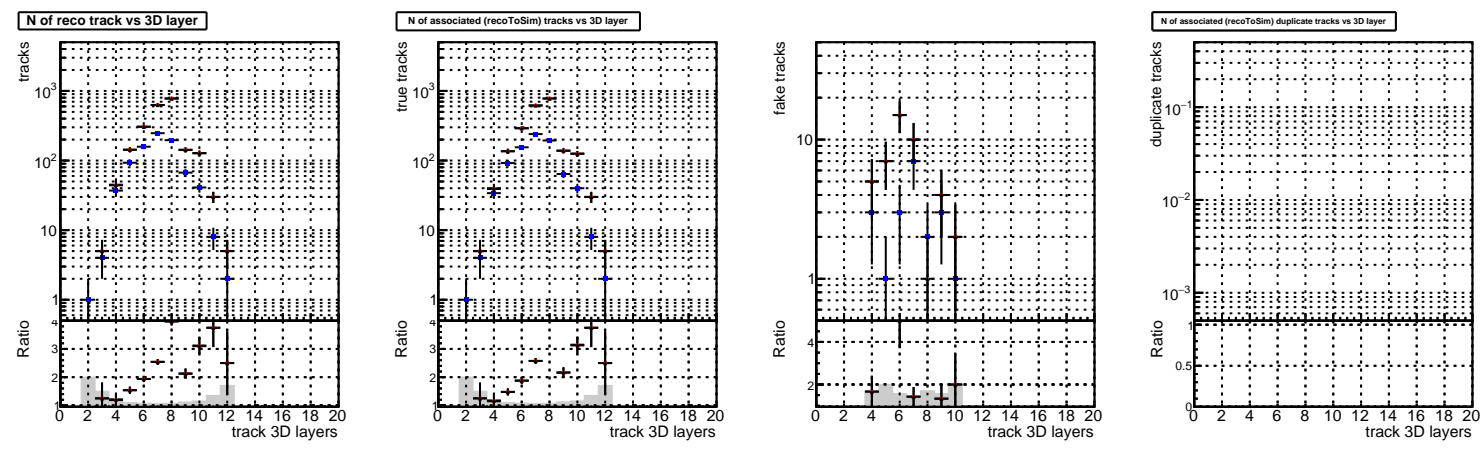 N of reco track vs 3D layer
tracks
10³
10²
10
1
Ratio
4
3
2
1
0 2 4 6 8 10 12 14 16 18 20
track 3D layers
N of associated (recoToSim) tracks vs 3D layer
true tracks
10³
10²
10
1
Ratio
4
3
2
1
0 2 4 6 8 10 12 14 16 18 20
track 3D layers
fake tracks
10
1
Ratio
4
2
0 2 4 6 8 10 12 14 16 18 20
track 3D layers
N of associated (recoToSim) duplicate tracks vs 3D layer
duplicate tracks
10⁻¹
10⁻²
10⁻³
Ratio
1
0.5
0
0 2 4 6 8 10 12 14 16 18 20
track 3D layers